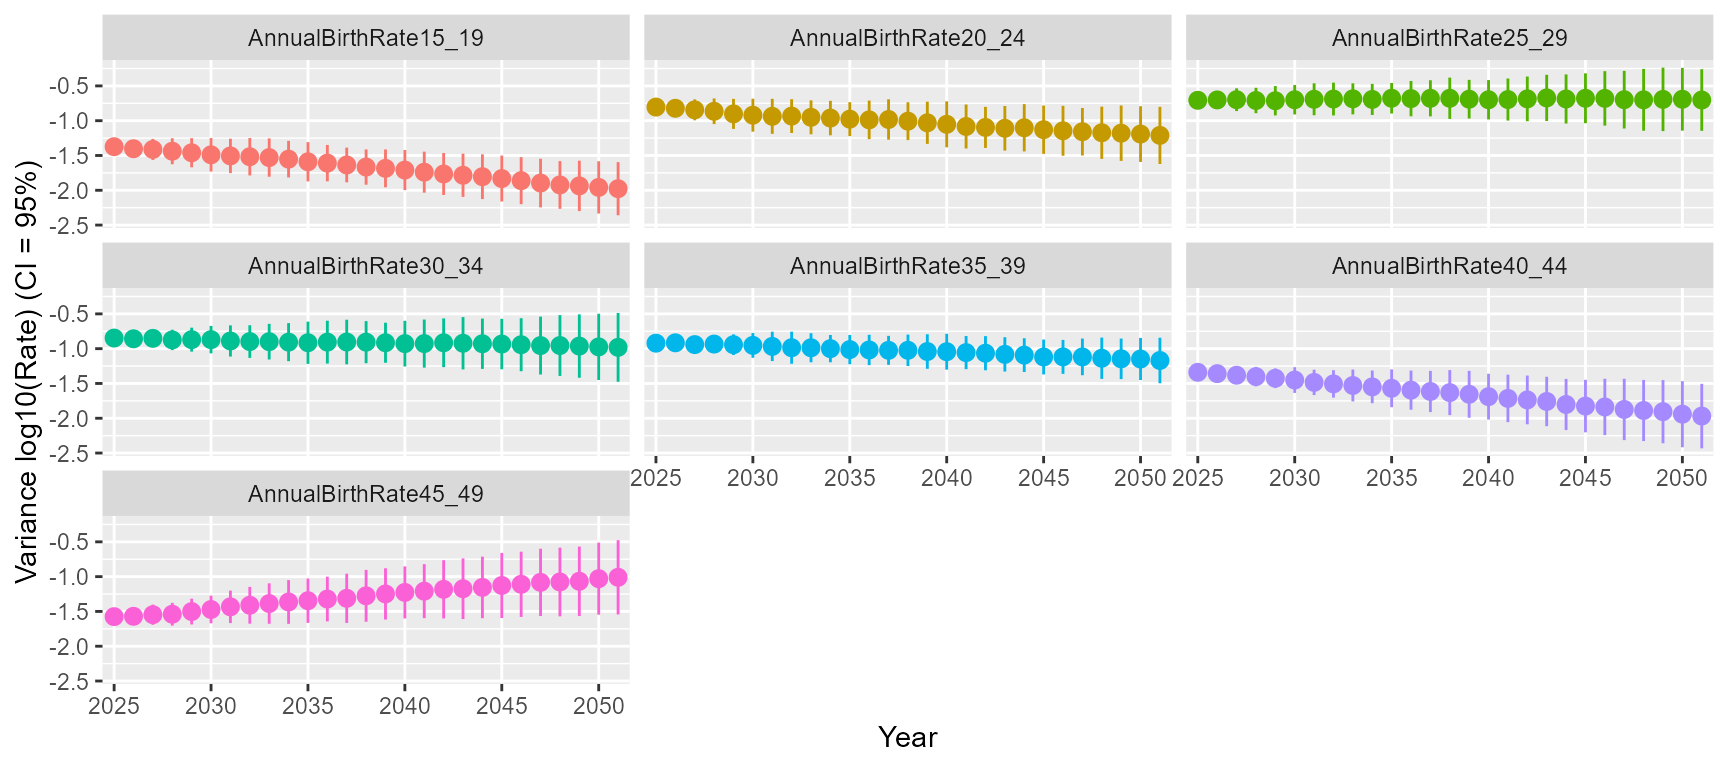 AnnualBirthRate15_19
AnnualBirthRate20_24
AnnualBirthRate25_29
-0.5
-1.0
-1.5
-2.0
-2.5
AnnualBirthRate30_34
AnnualBirthRate35_39
AnnualBirthRate40_44
-0.5
-1.0
-1.5
-2.0
-2.5
2025 2030 2035 2040 2045 2050
2025 2030 2035 2040 2045 2050
AnnualBirthRate45_49
-0.5
-1.0
-1.5
-2.0
-2.5
2025 2030 2035 2040 2045 2050
Variance log10(Rate) (CI = 95%)
Year